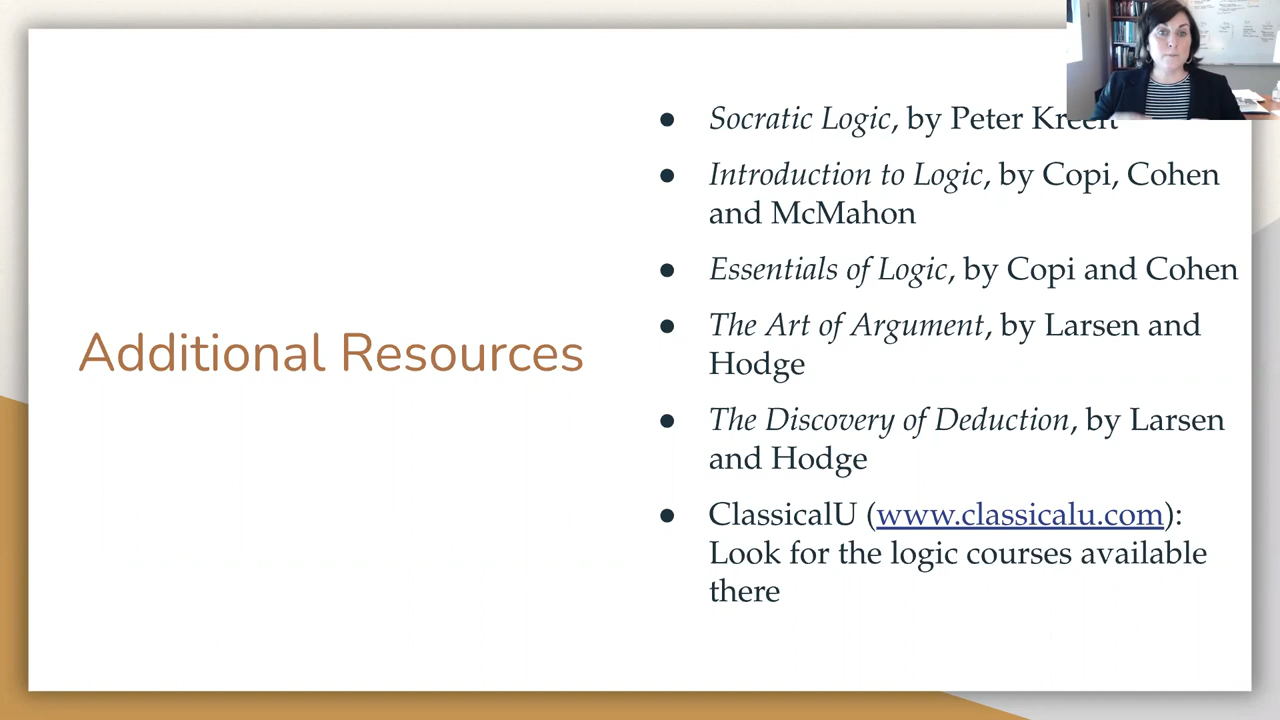 Additional Resources
● Socratic Logic, by Peter Kreeft
● Introduction to Logic, by Copi, Cohen
and McMahon
● Essentials of Logic, by Copi and Cohen
● The Art of Argument, by Larsen and
Hodge
● The Discovery of Deduction, by Larsen
and Hodge
● ClassicalU (www.classicalu.com):
Look for the logic courses available
there